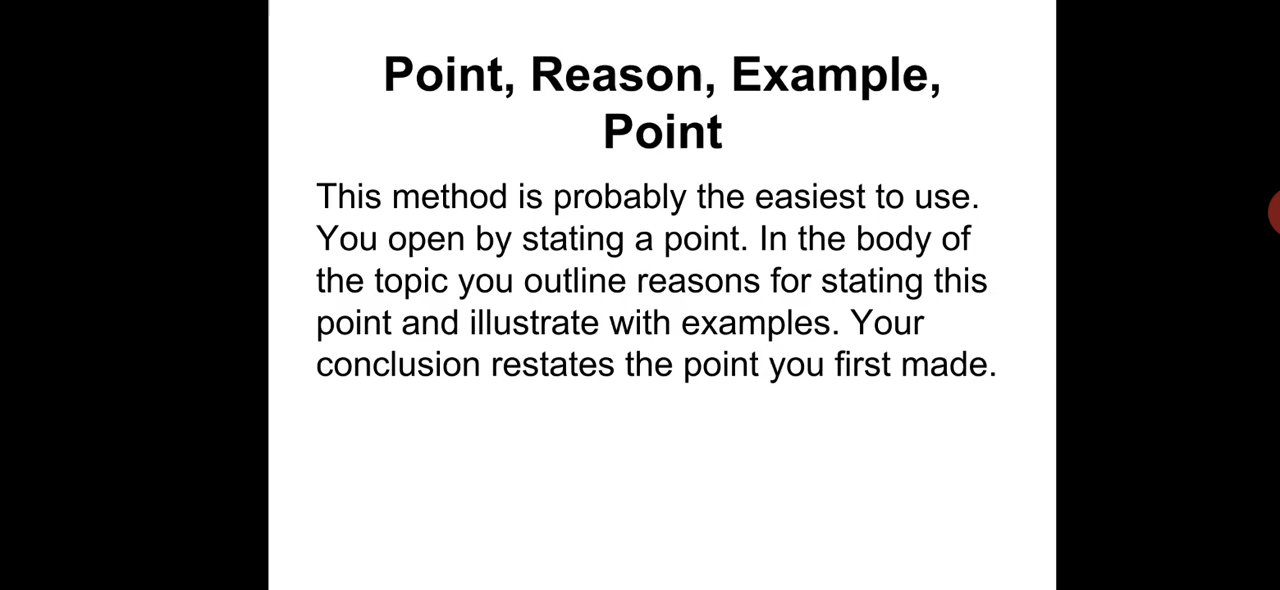 Point, Reason, Example,
Point
This method is probably the easiest to use.
You open by stating a point. In the body of
the topic you outline reasons for stating this
point and illustrate with examples. Your
conclusion restates the point you first made.